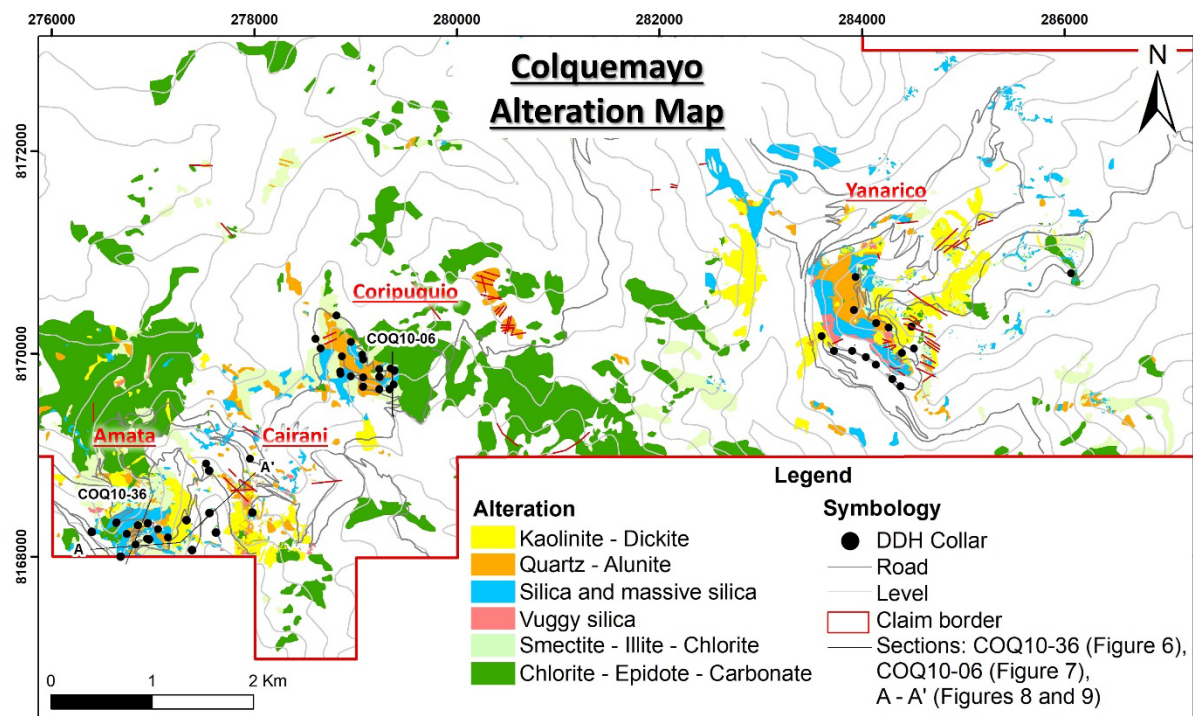 276000 278000 280000 282000 284000 286000
Colquemayo
Alteration Map
N
8172000
Yanarico
Coripuquio
COQ10-06
8170000
Amata
Cairani
A'
COQ10-36
A
8168000
Legend
Alteration
Kaolinite - Dickite
Quartz - Alunite
Silica and massive silica
Vuggy silica
Smectite - Illite - Chlorite
Chlorite - Epidote - Carbonate
Symbology
DDH Collar
Road
Level
Claim border
Sections: COQ10-36 (Figure 6),
COQ10-06 (Figure 7),
A - A' (Figures 8 and 9)
0 1 2 Km